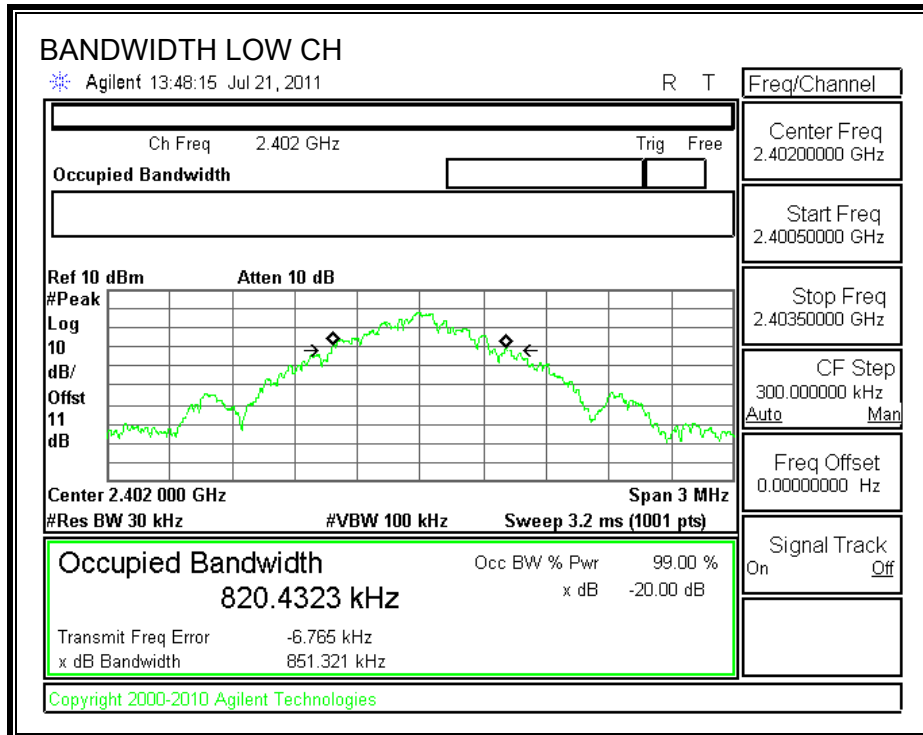 BANDWIDTH LOW CH
Agilent 13:48:15 Jul 21, 2011 R T
Ch Freq 2.402 GHz Trig Free
Occupied Bandwidth
Ref 10 dBm Atten 10 dB
#Peak
Log
10
dB/
Offst
11
dB
Center 2.402 000 GHz Span 3 MHz
#Res BW 30 kHz #VBW 100 kHz Sweep 3.2 ms (1001 pts)
Occupied Bandwidth
820.4323 kHz
Occ BW % Pwr 99.00 %
x dB -20.00 dB
Transmit Freq Error -6.765 kHz
x dB Bandwidth 851.321 kHz
Copyright 2000-2010 Agilent Technologies
Freq/Channel
Center Freq
2.40200000 GHz
Start Freq
2.40050000 GHz
Stop Freq
2.40350000 GHz
CF Step
300.000000 kHz
Auto Man
Freq Offset
0.00000000 Hz
Signal Track
On Off